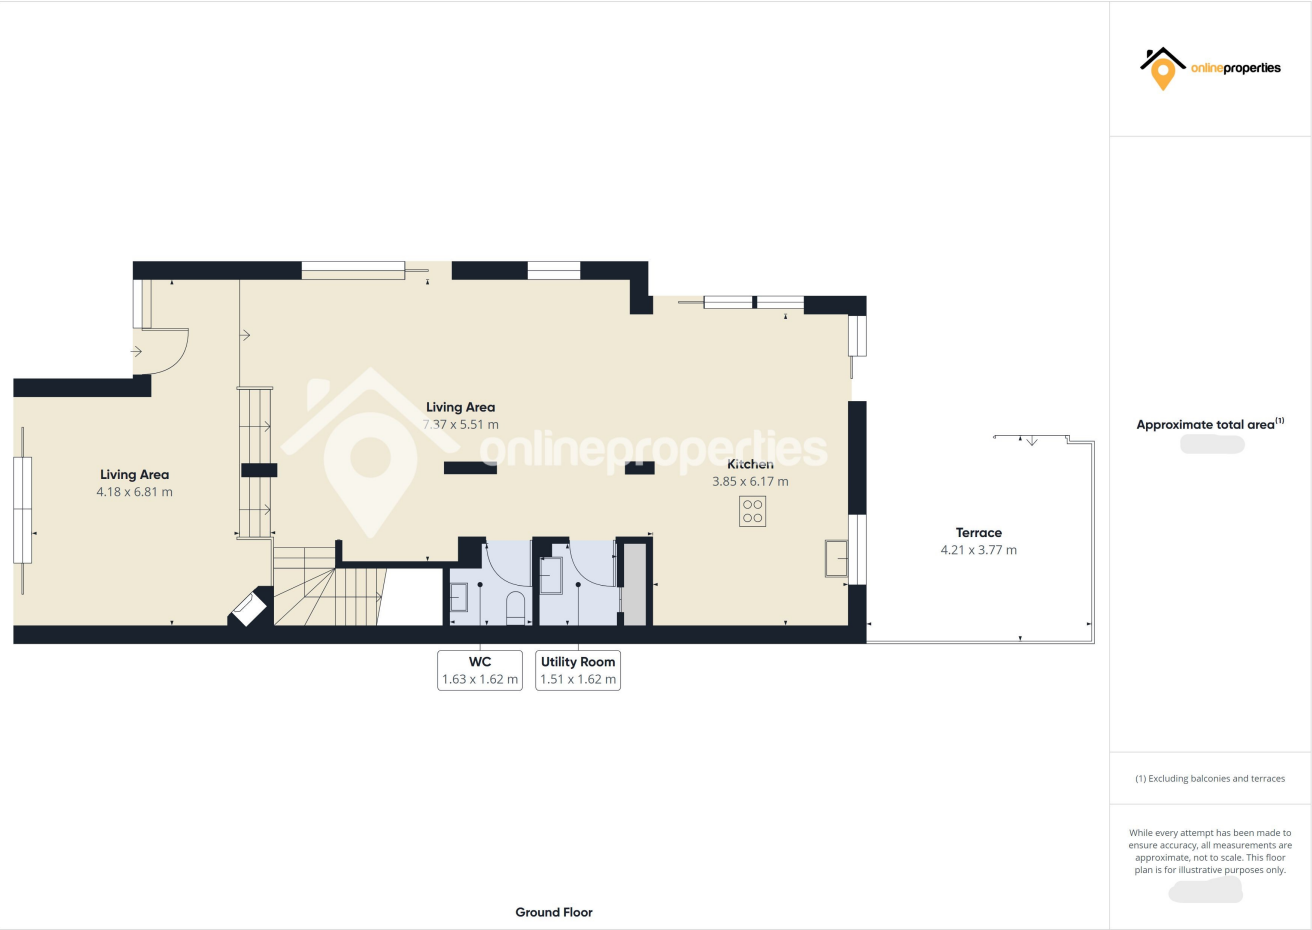 onlineproperties
Approximate total area(1)
Living Area
7.37 x 5.51 m
onlineproperties
Kitchen
3.85 x 6.17 m
Living Area
4.18 x 6.81 m
Terrace
4.21 x 3.77 m
WC
1.63 x 1.62 m
Utility Room
1.51 x 1.62 m
(1) Excluding balconies and terraces
While every attempt has been made to
ensure accuracy, all measurements are
approximate, not to scale. This floor
plan is for illustrative purposes only.
Ground Floor